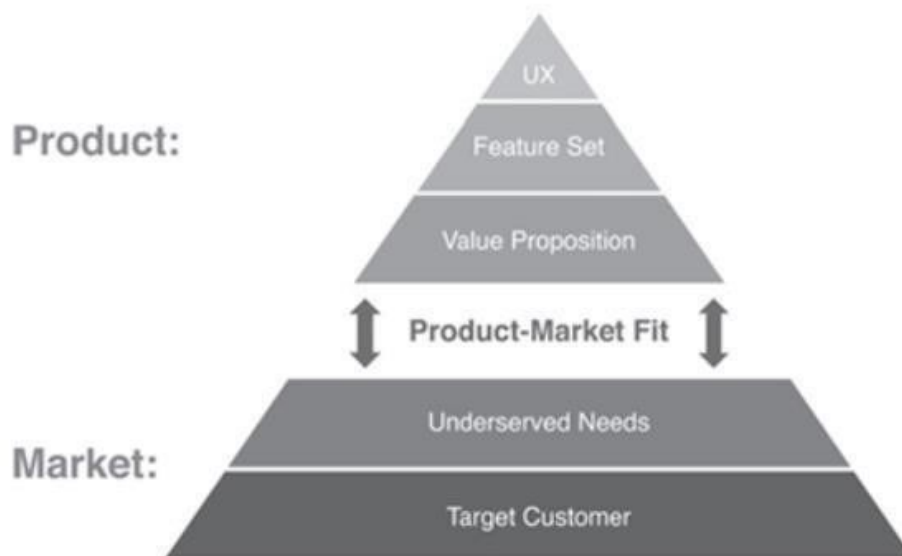 UX
Product:
Feature Set
Value Proposition
Product-Market Fit
Underserved Needs
Market:
Target Customer